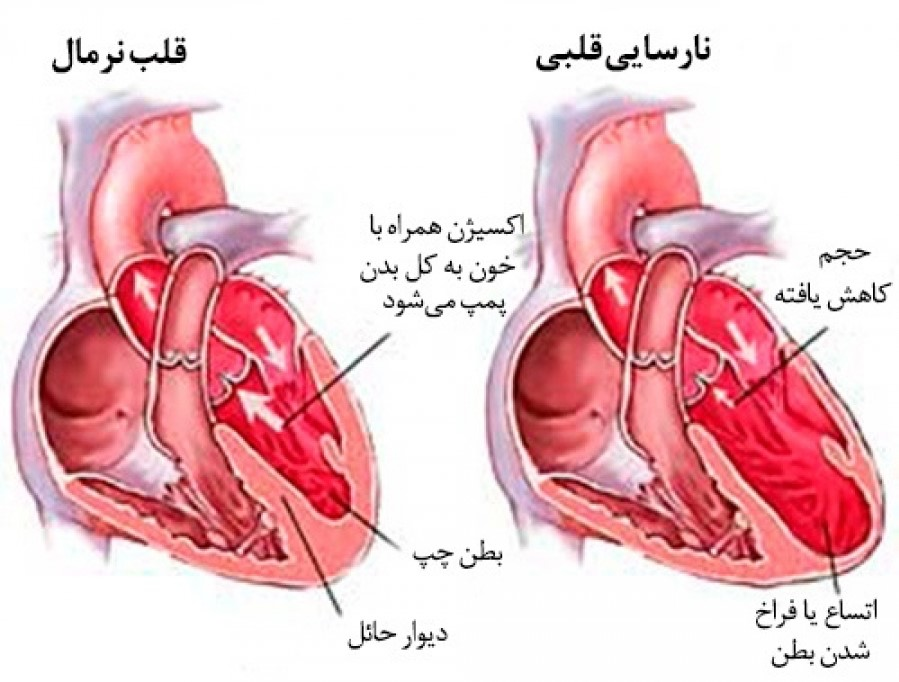 نارسایی قلبی
قلب نرمال
اکسیژن همراه با
خون به کل بدن
پمپ می‌شود
حجم
کاهش یافته
بطن چپ
دیوار حائل
اتساع یا فراخ
شدن بطن